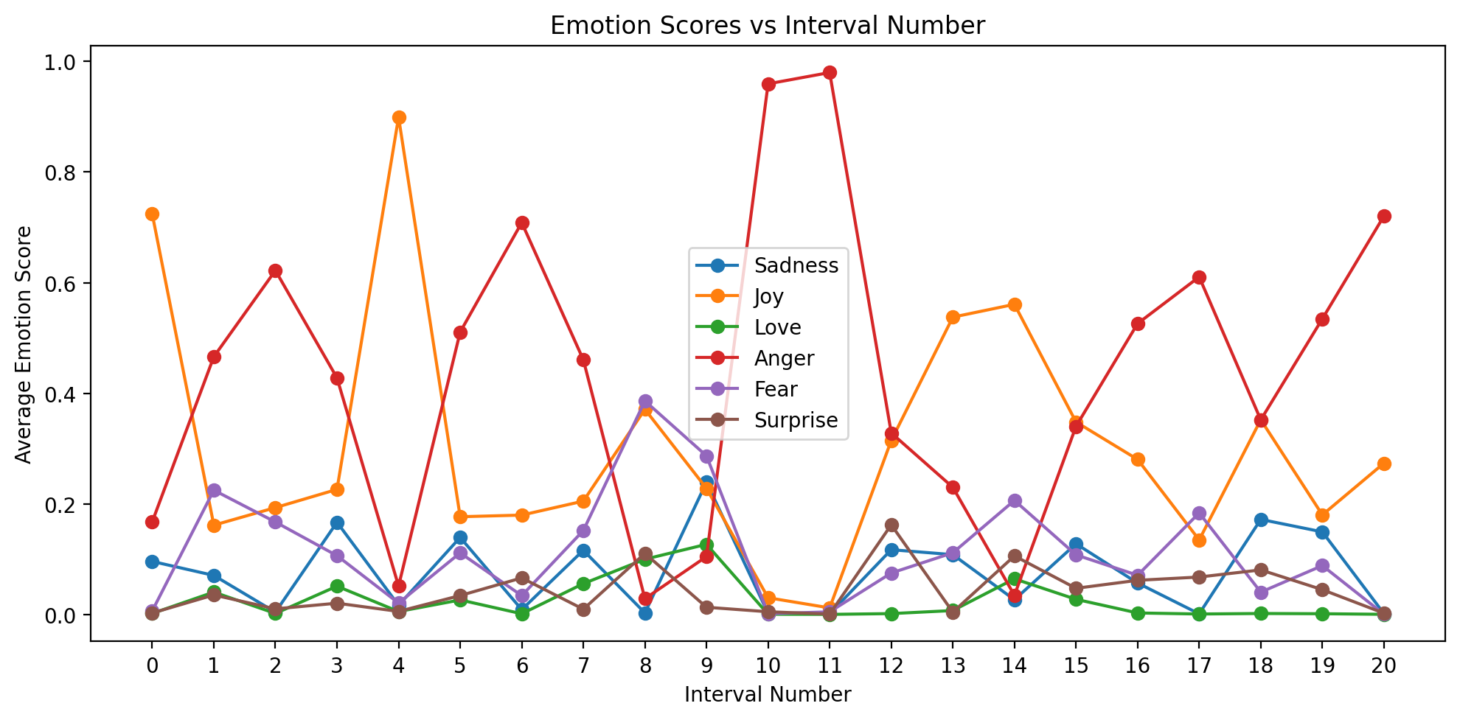 Emotion Scores vs Interval Number
1.0
0.8
0.6
0.4
0.2
0.0
Average Emotion Score
Sadness
Joy
Love
Anger
Fear
Surprise
0 1 2 3 4 5 6 7 8 9 10 11 12 13 14 15 16 17 18 19 20
Interval Number